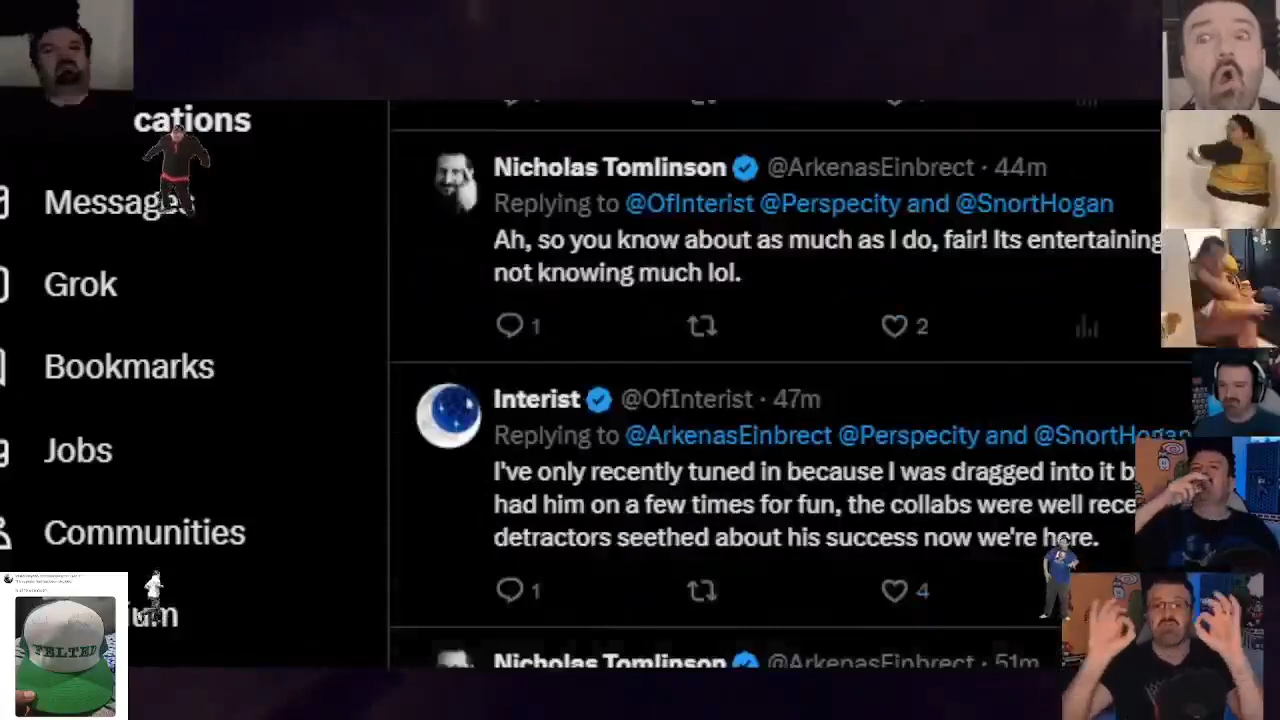 cations
Messages
Grok
Bookmarks
Jobs
Communities
ium
Nicholas Tomlinson @ArkenasEinbrect · 44m
Replying to @OfInterist @Perspecity and @SnortHogan
Ah, so you know about as much as I do, fair! Its entertaining
not knowing much lol.
1
2
Interist @OfInterist · 47m
Replying to @ArkenasEinbrect @Perspecity and @SnortHogan
I've only recently tuned in because I was dragged into it by
had him on a few times for fun, the collabs were well rece
detractors seethed about his success now we're here.
1
4
Nicholas Tomlinson @ArkenasEinbrect · 51m
FELTED